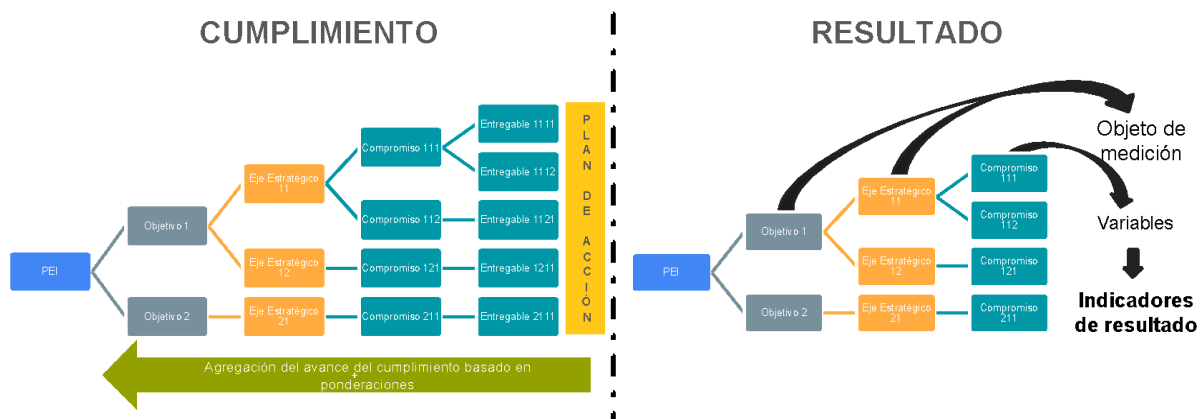 CUMPLIMIENTO
PEI
Objetivo 1
Objetivo 2
Eje Estratégico
11
Eje Estratégico
12
Eje Estratégico
21
Compromiso 111
Compromiso 112
Compromiso 121
Compromiso 211
Entregable 1111
Entregable 1112
Entregable 1121
Entregable 1211
Entregable 2111
PLAN DE ACCIÓN
Agregación del avance del cumplimiento basado en
ponderaciones
RESULTADO
PEI
Objetivo 1
Objetivo 2
Eje Estratégico
11
Eje Estratégico
12
Eje Estratégico
21
Compromiso
111
Compromiso
112
Compromiso
121
Compromiso
211
Objeto de
medición
Variables
Indicadores
de resultado